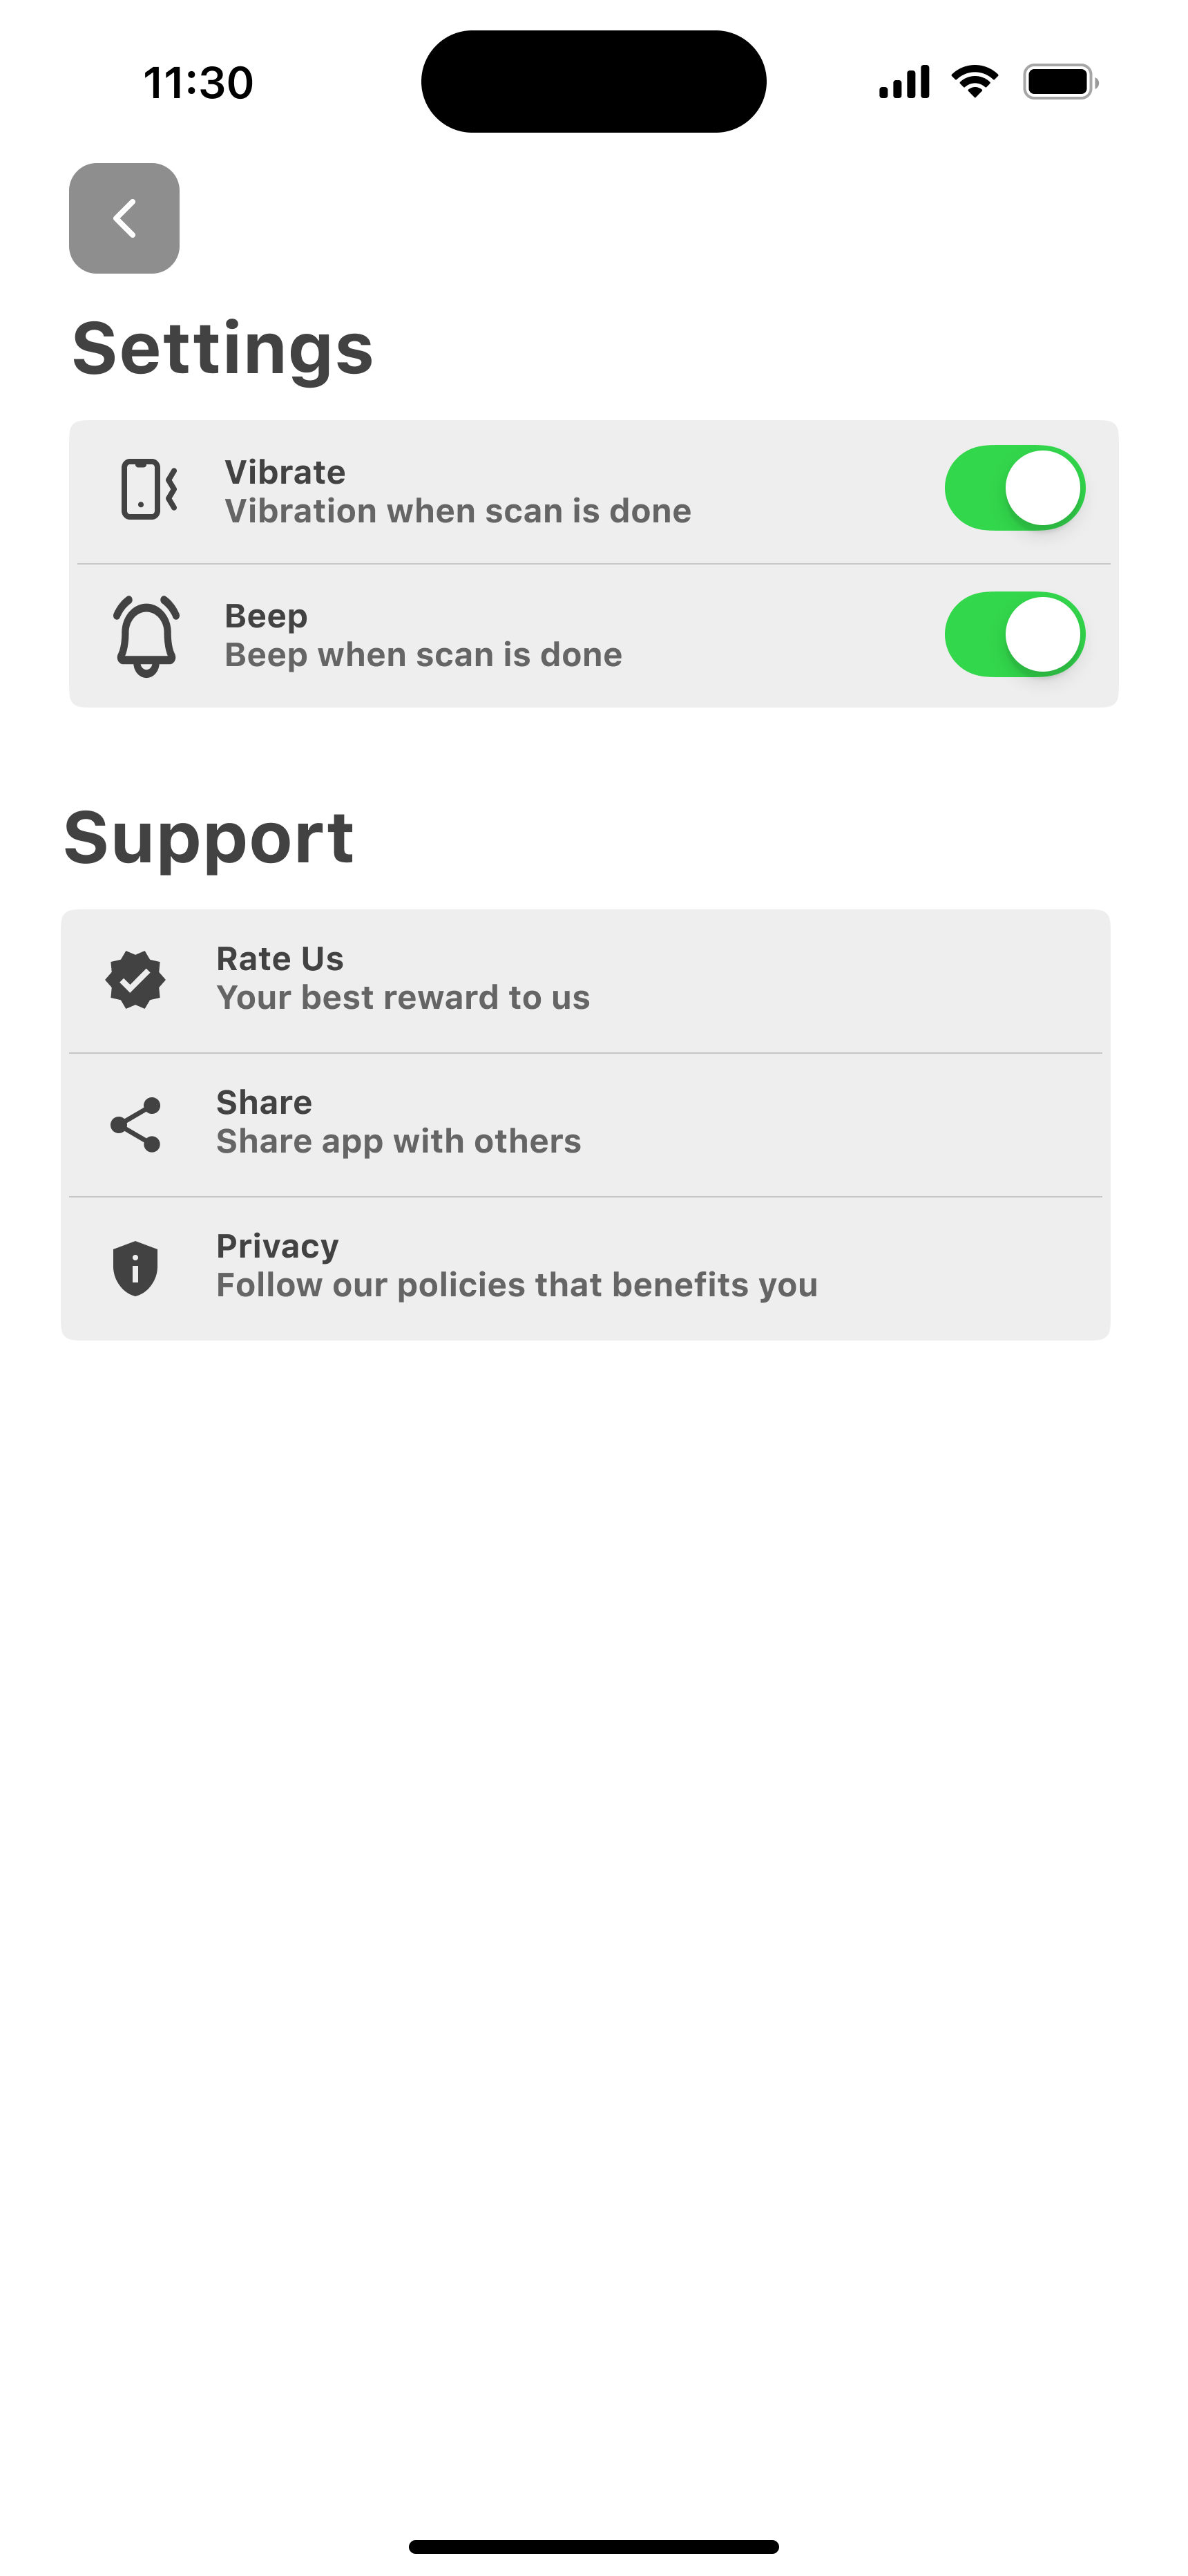 11:30
Settings
Vibrate
Vibration when scan is done
Beep
Beep when scan is done
Support
Rate Us
Your best reward to us
Share
Share app with others
Privacy
Follow our policies that benefits you